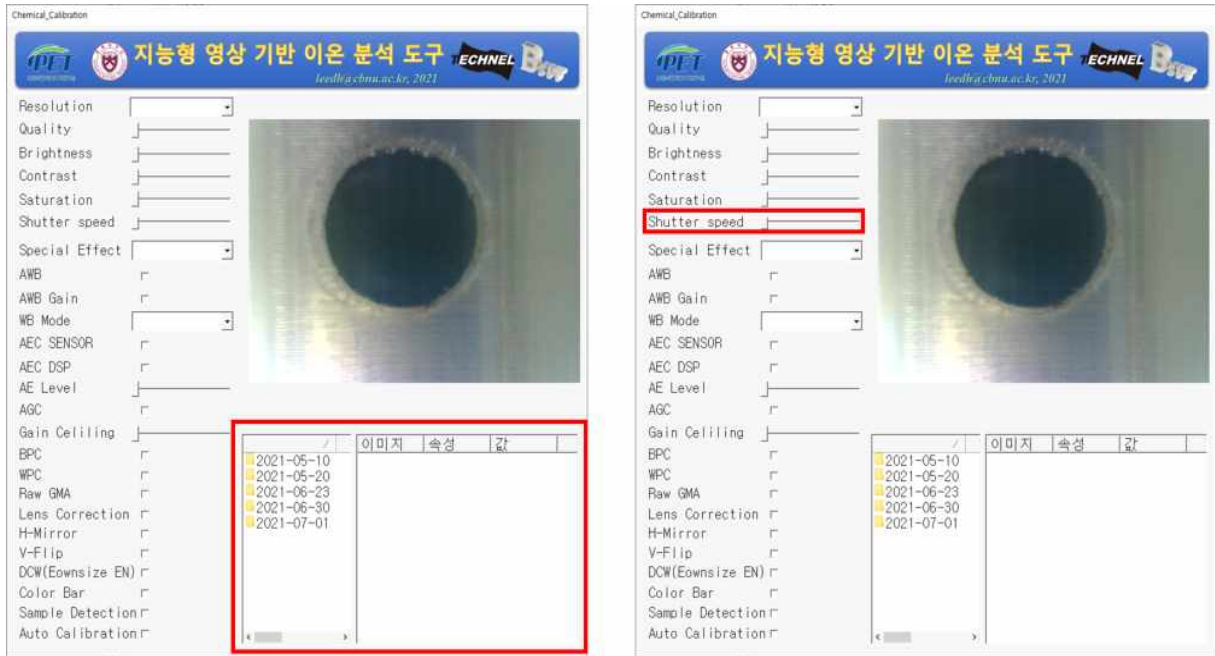 Chemical_Calibration
지능형 영상 기반 이온 분석 도구
TECHNEL
leedh@cbnu.ac.kr, 2021
Resolution
Quality
Brightness
Contrast
Saturation
Shutter speed
Special Effect
AWB
AWB Gain
WB Mode
AEC SENSOR
AEC DSP
AE Level
AGC
Gain Celiling
BPC
WPC
Raw GMA
Lens Correction
H-Mirror
V-Flip
DCW(Eownsize EN)
Color Bar
Sample Detection
Auto Calibration
이미지 속성 값
2021-05-10
2021-05-20
2021-06-23
2021-06-30
2021-07-01
Chemical_Calibration
지능형 영상 기반 이온 분석 도구
TECHNEL
leedh@cbnu.ac.kr, 2021
Resolution
Quality
Brightness
Contrast
Saturation
Shutter speed
Special Effect
AWB
AWB Gain
WB Mode
AEC SENSOR
AEC DSP
AE Level
AGC
Gain Celiling
BPC
WPC
Raw GMA
Lens Correction
H-Mirror
V-Flip
DCW(Eownsize EN)
Color Bar
Sample Detection
Auto Calibration
이미지 속성 값
2021-05-10
2021-05-20
2021-06-23
2021-06-30
2021-07-01